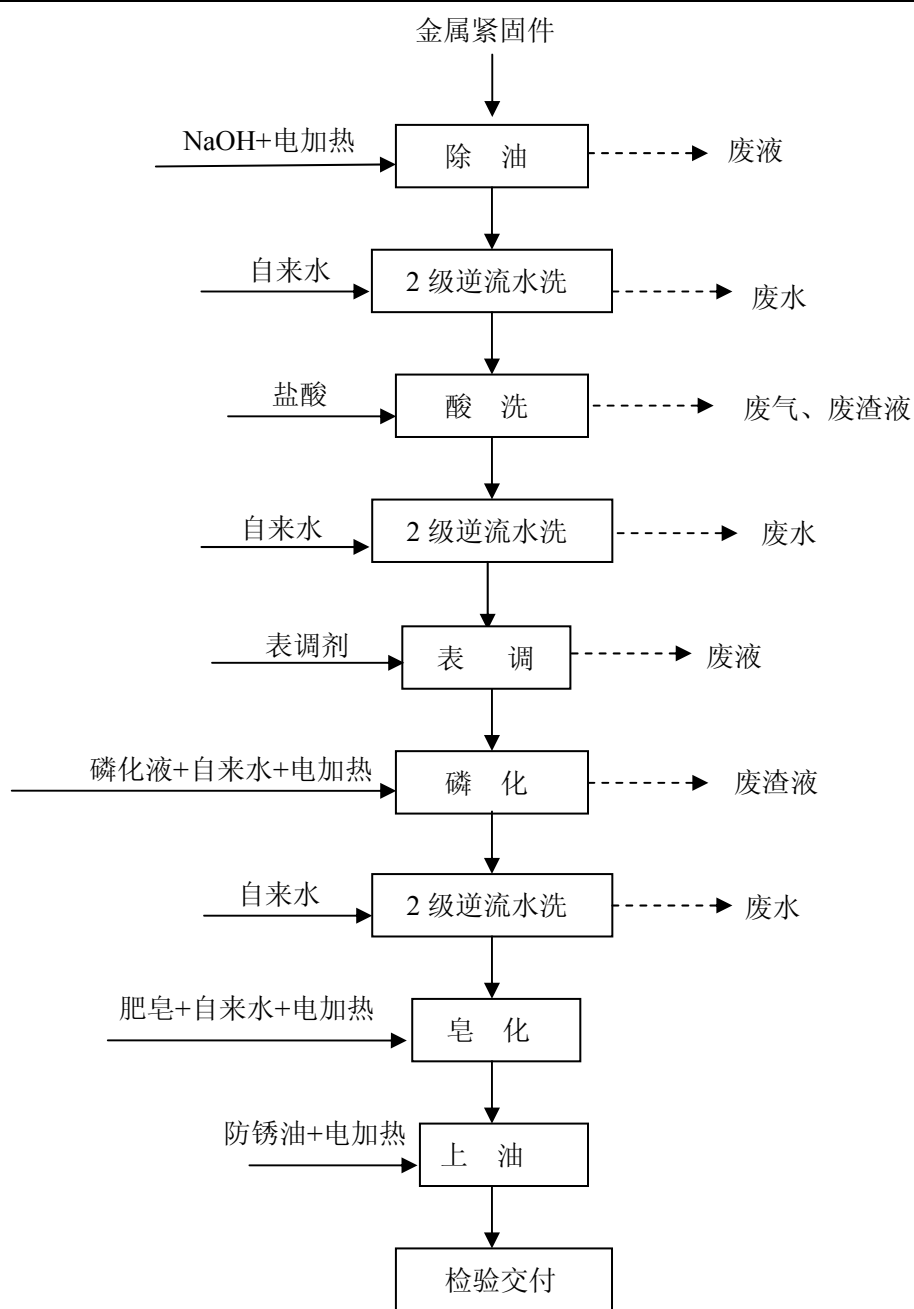 金属紧固件
NaOH+电加热
除 油
废液
自来水
2 级逆流水洗
废水
盐酸
酸 洗
废气、废渣液
自来水
2 级逆流水洗
废水
表调剂
表 调
废液
磷化液+自来水+电加热
磷 化
废渣液
自来水
2 级逆流水洗
废水
肥皂+自来水+电加热
皂 化
防锈油+电加热
上 油
检验交付